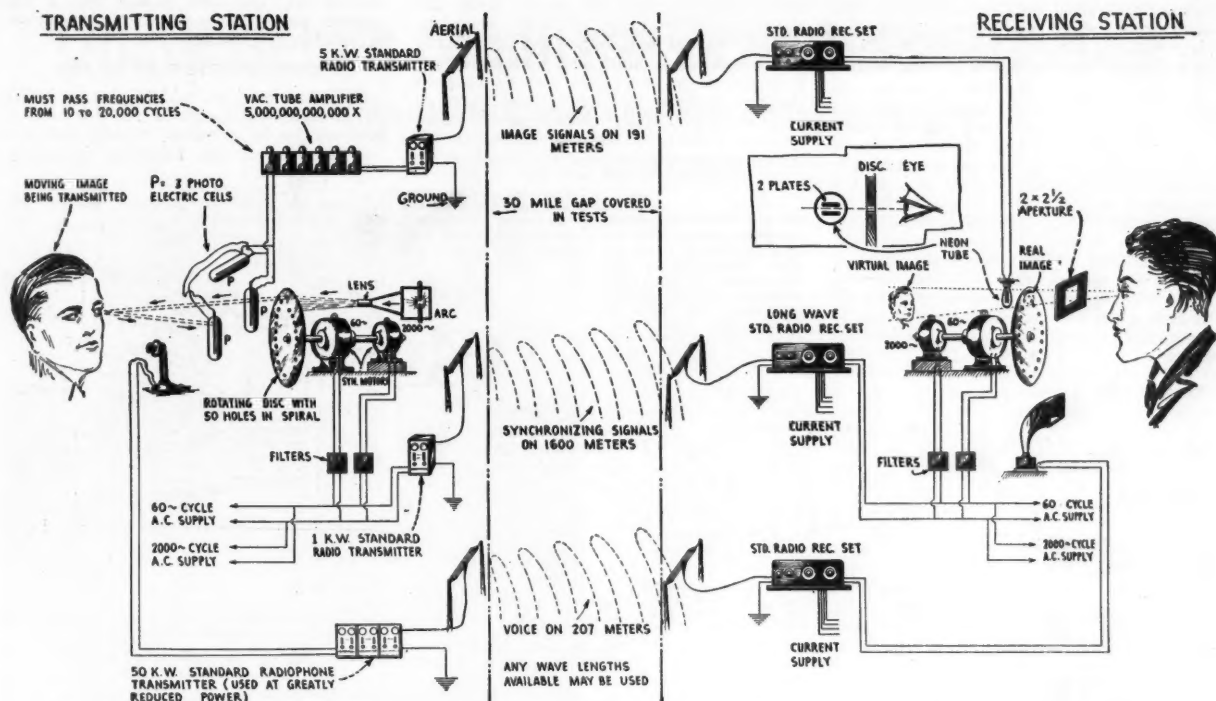 TRANSMITTING STATION
RECEIVING STATION
AERIAL
5 K.W. STANDARD
RADIO TRANSMITTER
STD. RADIO REC. SET
MUST PASS FREQUENCIES
FROM 10 TO 20,000 CYCLES
VAC. TUBE AMPLIFIER
5,000,000,000,000 X
IMAGE SIGNALS ON 191
METERS
CURRENT
SUPPLY
MOVING IMAGE
BEING TRANSMITTED
P= 3 PHOTO
ELECTRIC CELLS
GROUND
30 MILE GAP COVERED
IN TESTS
2 PLATES
DISC.
EYE
2 × 2 1/2
APERTURE
NEON
TUBE
REAL
IMAGE
VIRTUAL IMAGE
P
P
P
LENS
ARC
60~
2000~
SYN. MOTORS
LONG WAVE
STD. RADIO REC. SET
2000~
60~
ROTATING DISC WITH
50 HOLES IN SPIRAL
SYNCHRONIZING SIGNALS
ON 1600 METERS
CURRENT
SUPPLY
FILTERS
FILTERS
60~ CYCLE
A.C. SUPPLY
2000~ CYCLE
A.C. SUPPLY
1 K.W. STANDARD
RADIO TRANSMITTER
60 CYCLE
A.C. SUPPLY
2000~ CYCLE
A.C. SUPPLY
STD. RADIO REC. SET
VOICE ON 207 METERS
CURRENT
SUPPLY
50 K.W. STANDARD RADIOPHONE
TRANSMITTER (USED AT GREATLY
REDUCED POWER)
ANY WAVE LENGTHS
AVAILABLE MAY BE USED